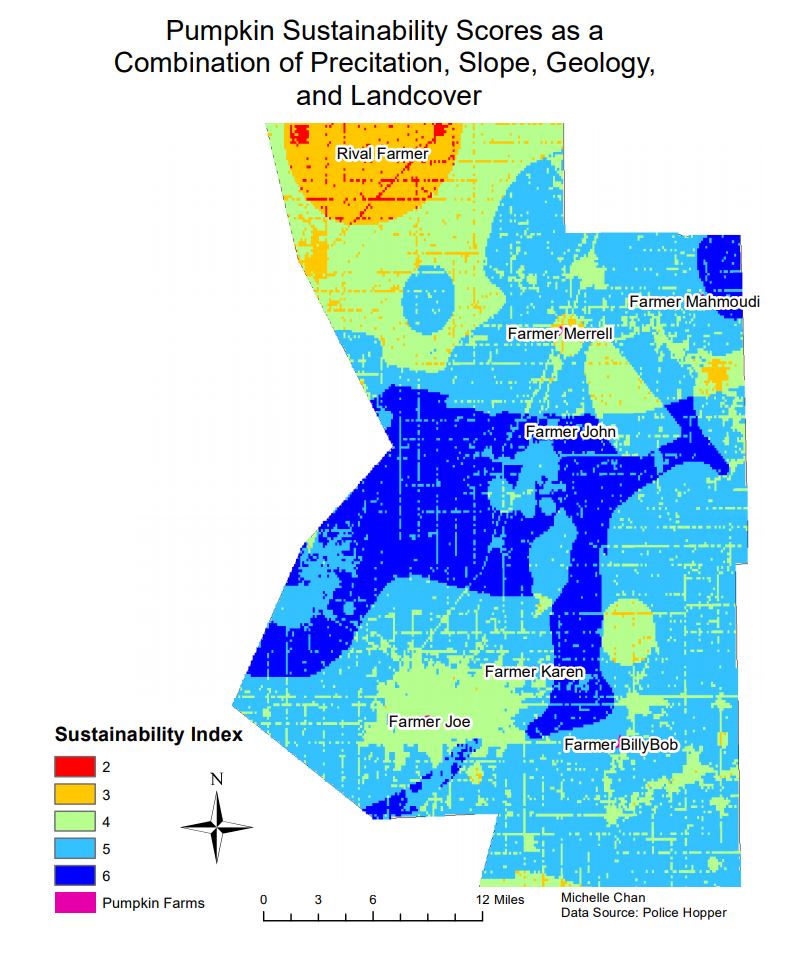 Pumpkin Sustainability Scores as a
Combination of Precitation, Slope, Geology,
and Landcover
Rival Farmer
Farmer Mahmoudi
Farmer Merrell
Farmer John
Farmer Karen
Farmer Joe
Farmer BillyBob
Sustainability Index
2
3
4
5
6
Pumpkin Farms
N
0 3 6 12 Miles
Michelle Chan
Data Source: Police Hopper